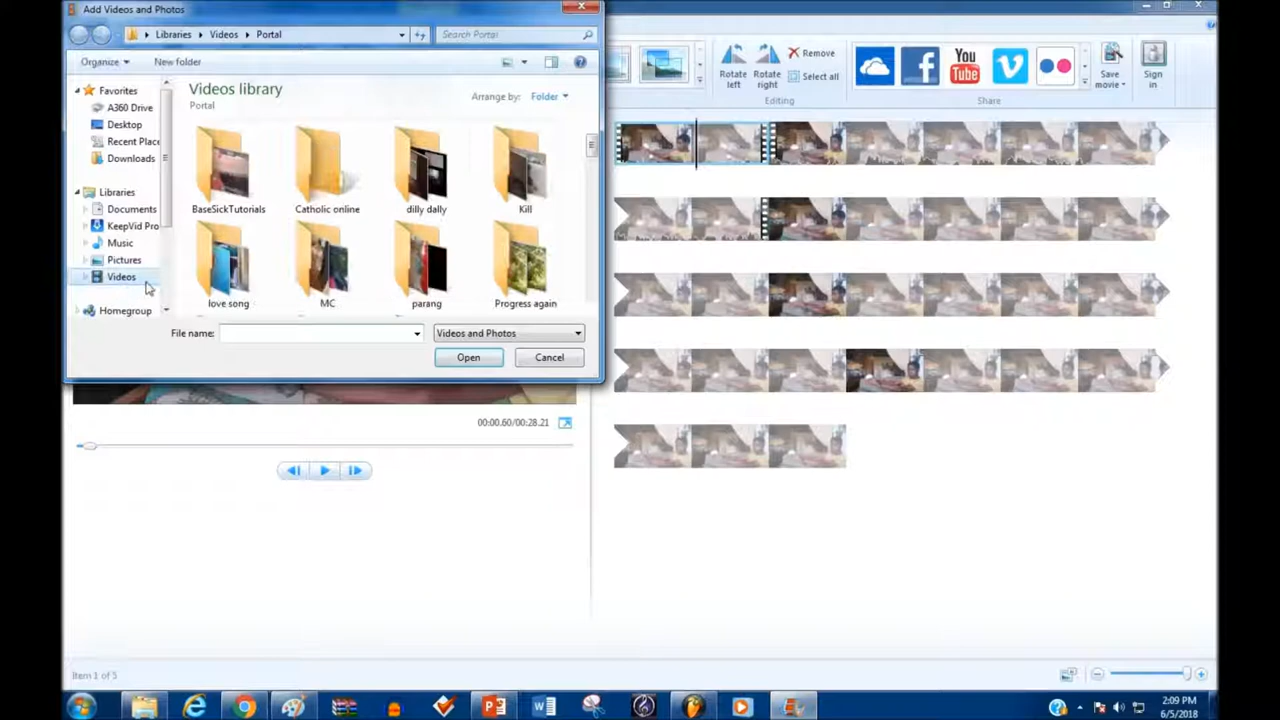 Add Videos and Photos
Libraries Videos Portal
Search Portal
Organize New folder
Favorites
A360 Drive
Desktop
Recent Place
Downloads
Libraries
Documents
KeepVid Pro
Music
Pictures
Videos
Homegroup
Videos library
Portal
Arrange by: Folder
BaseSickTutorials Catholic online dilly dally Kill
love song MC parang Progress again
File name: Videos and Photos
Open Cancel
Rotate left
Rotate right
Remove
Select all
Editing
You Tube
Share
Save movie
Sign in
00:00.60/00:28.21
Item 1 of 5
2:09 PM
6/5/2018